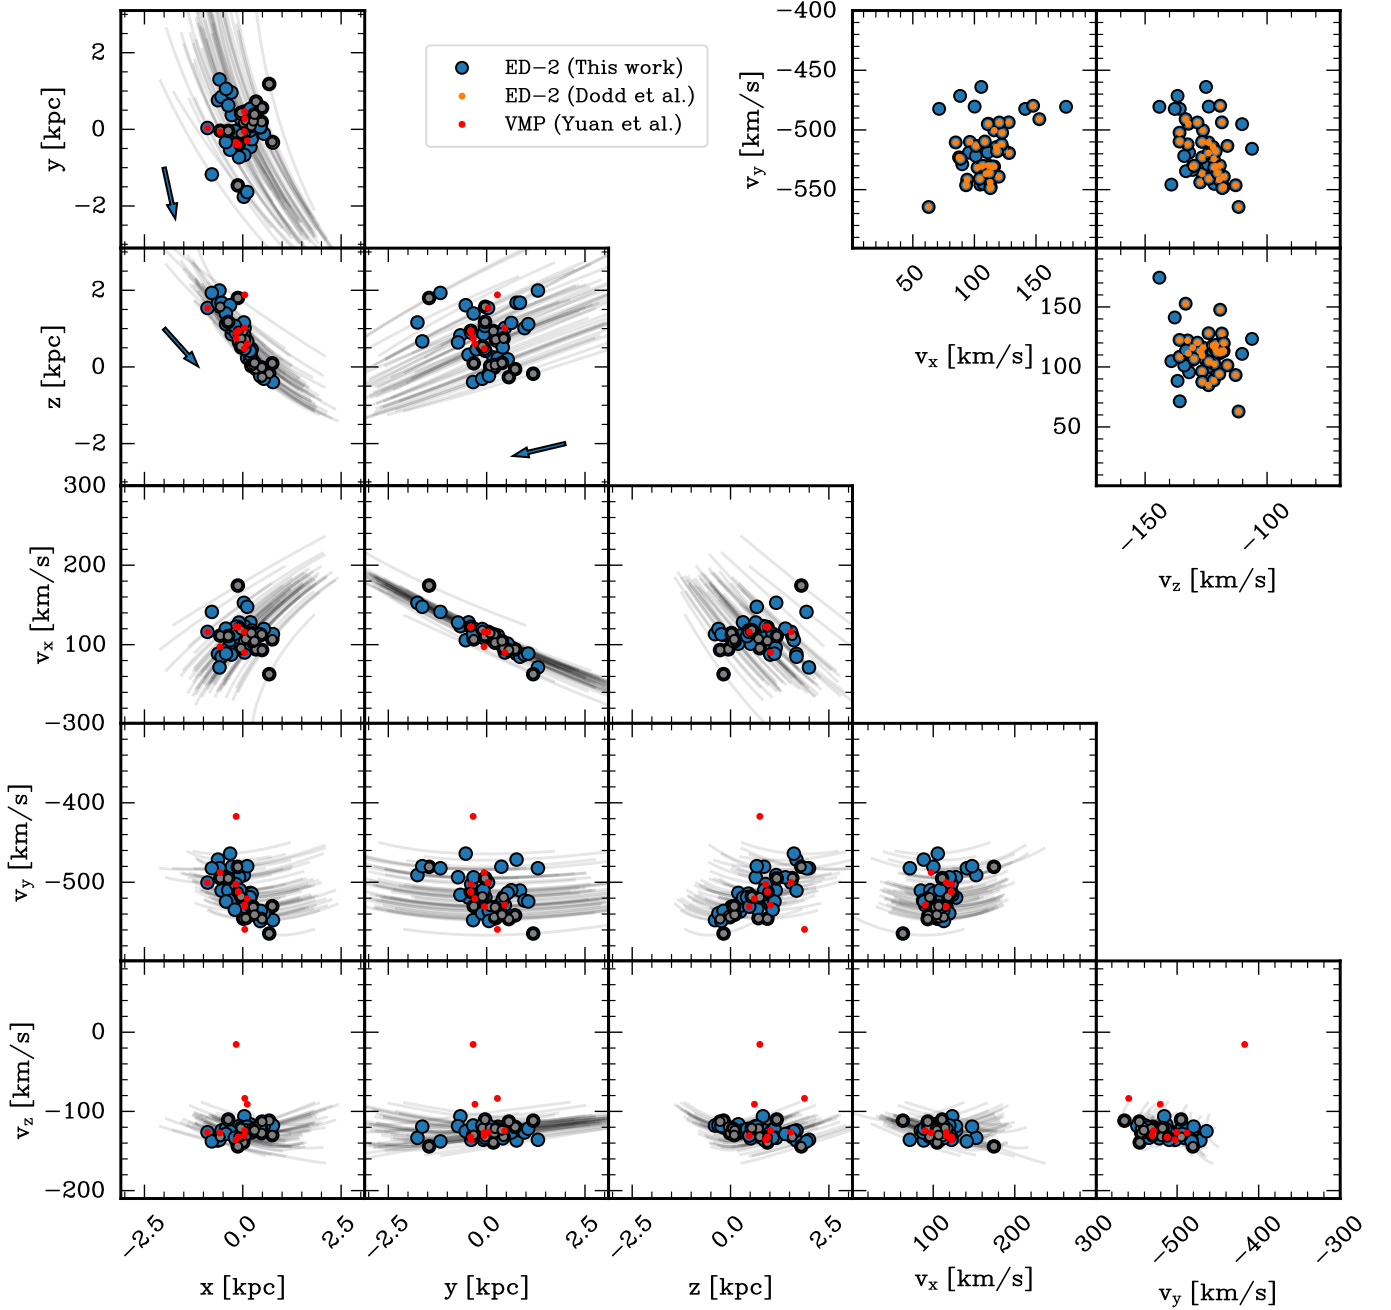 ED−2 (This work)
ED−2 (Dodd et al.)
VMP (Yuan et al.)
y [kpc]
2
0
−2
z [kpc]
2
0
−2
v_x [km/s]
300
200
100
−300
v_y [km/s]
−400
−500
v_z [km/s]
0
−100
−200
−2.5 0.0 2.5
x [kpc]
−2.5 0.0 2.5
y [kpc]
−2.5 0.0 2.5
z [kpc]
100 200 300
v_x [km/s]
−500 −400 −300
v_y [km/s]
v_y [km/s]
−400
−450
−500
−550
50 100 150
v_x [km/s]
150
100
50
−150 −100
v_z [km/s]